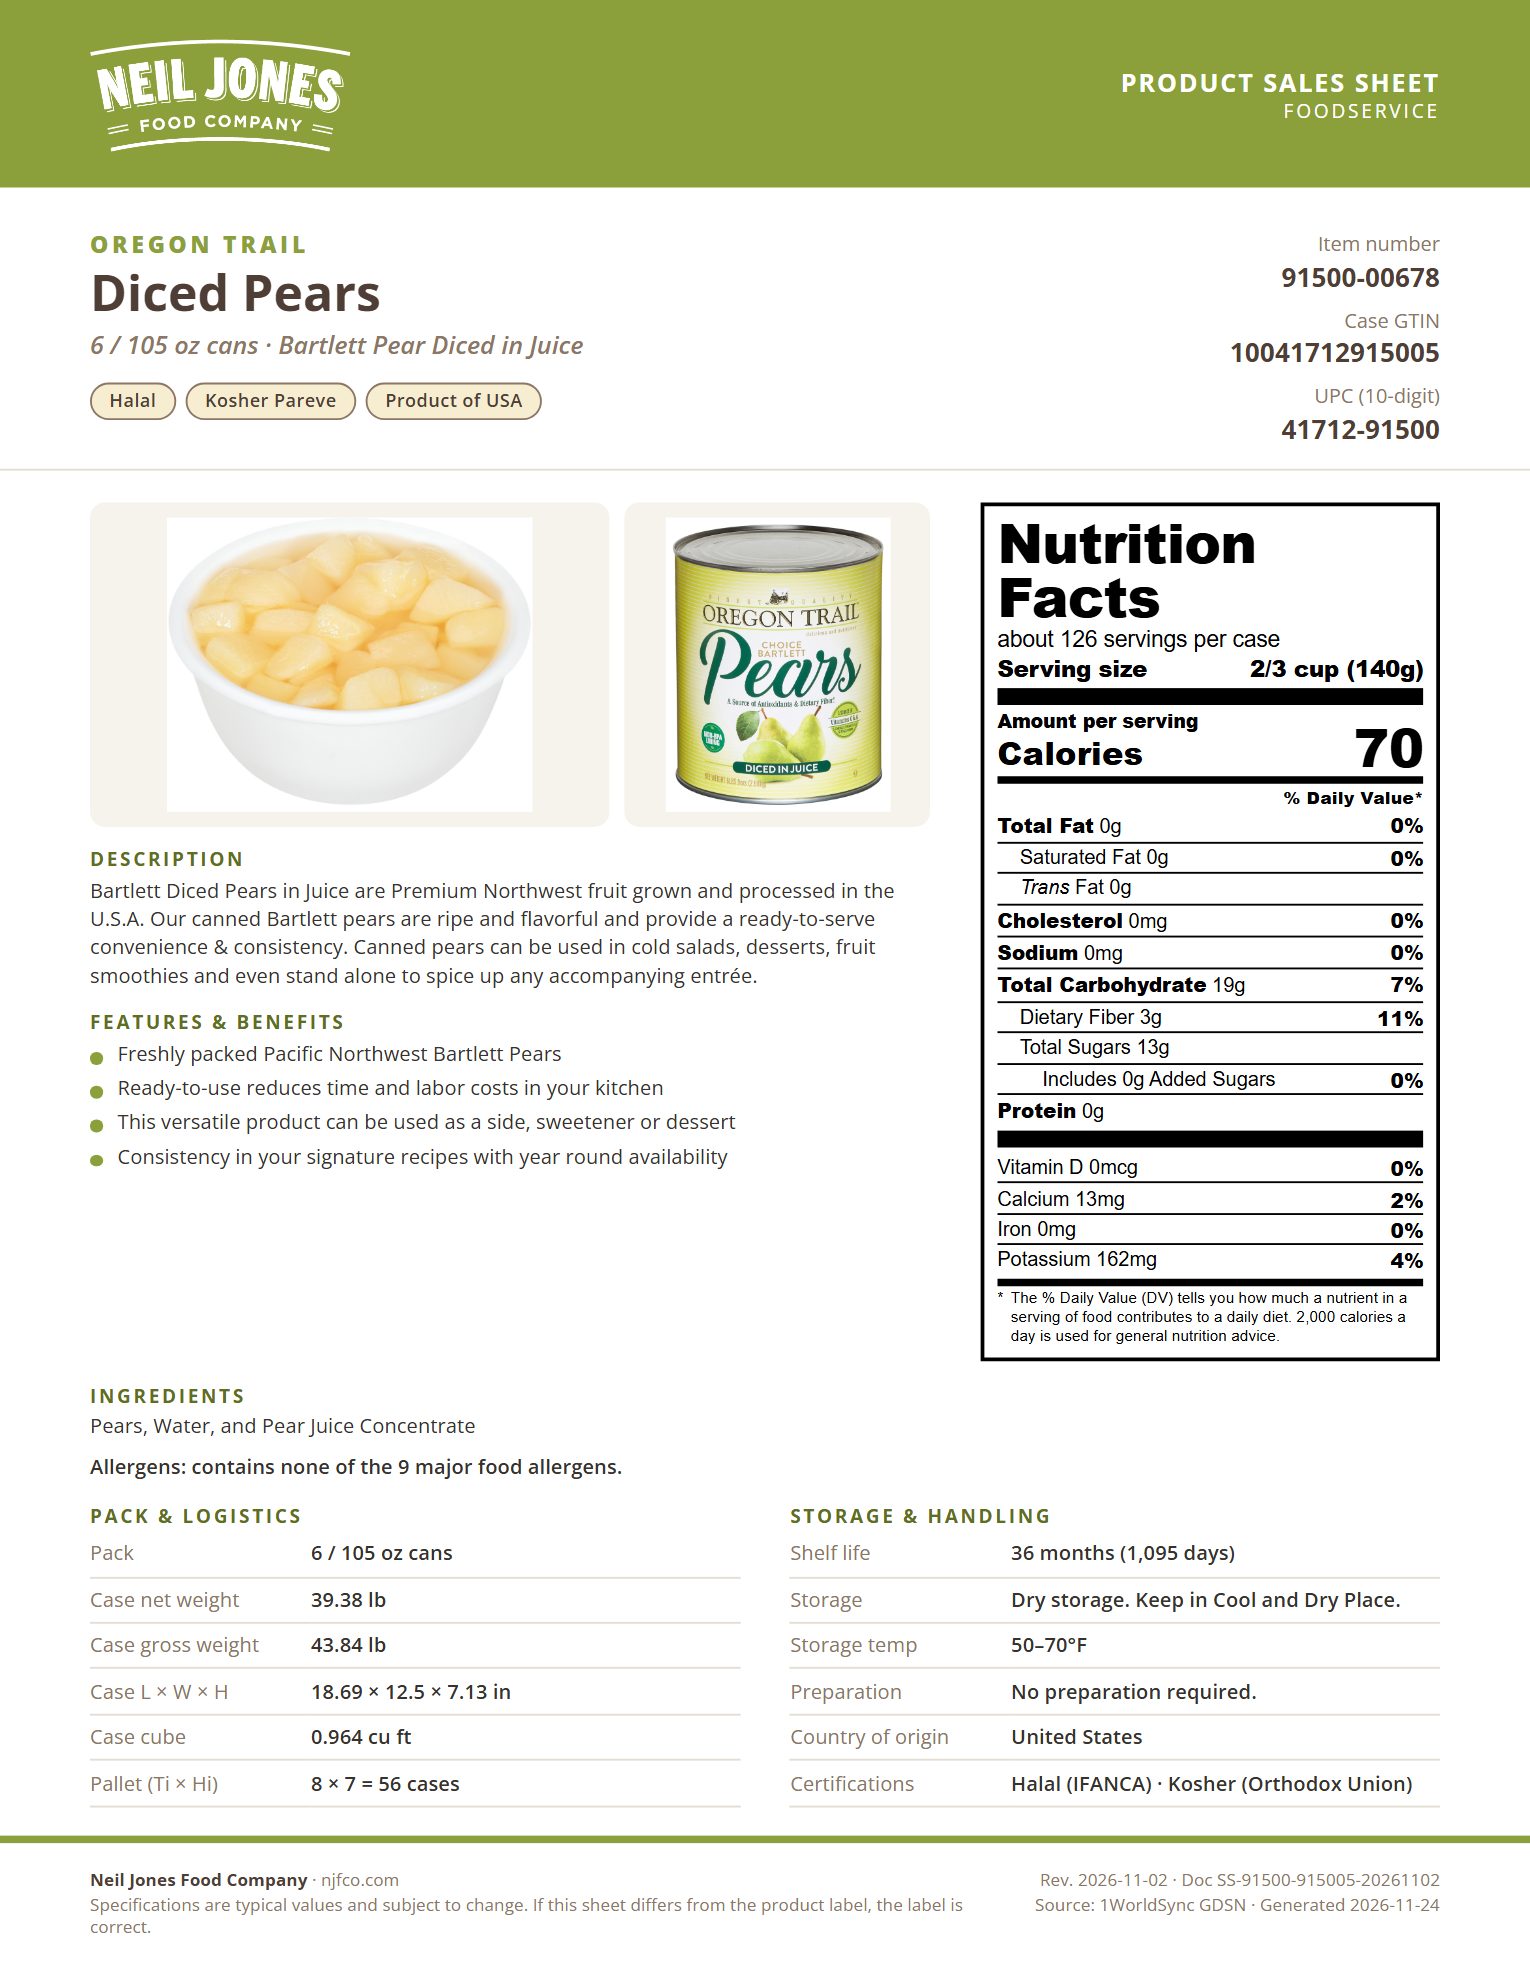 NEIL JONES
FOOD COMPANY
PRODUCT SALES SHEET
FOODSERVICE
OREGON TRAIL
Diced Pears
6 / 105 oz cans · Bartlett Pear Diced in Juice
Halal
Kosher Pareve
Product of USA
Item number
91500-00678
Case GTIN
10041712915005
UPC (10-digit)
41712-91500
OREGON TRAIL
CHOICE
BARTLETT
Pears
A Source of Antioxidants & Dietary Fiber
DICED IN JUICE
DESCRIPTION
Bartlett Diced Pears in Juice are Premium Northwest fruit grown and processed in the
U.S.A. Our canned Bartlett pears are ripe and flavorful and provide a ready-to-serve
convenience & consistency. Canned pears can be used in cold salads, desserts, fruit
smoothies and even stand alone to spice up any accompanying entrée.
FEATURES & BENEFITS
Freshly packed Pacific Northwest Bartlett Pears
Ready-to-use reduces time and labor costs in your kitchen
This versatile product can be used as a side, sweetener or dessert
Consistency in your signature recipes with year round availability
Nutrition
Facts
about 126 servings per case
Serving size 2/3 cup (140g)
Amount per serving
Calories 70
% Daily Value*
Total Fat 0g 0%
Saturated Fat 0g 0%
Trans Fat 0g
Cholesterol 0mg 0%
Sodium 0mg 0%
Total Carbohydrate 19g 7%
Dietary Fiber 3g 11%
Total Sugars 13g
Includes 0g Added Sugars 0%
Protein 0g
Vitamin D 0mcg 0%
Calcium 13mg 2%
Iron 0mg 0%
Potassium 162mg 4%
* The % Daily Value (DV) tells you how much a nutrient in a
serving of food contributes to a daily diet. 2,000 calories a
day is used for general nutrition advice.
INGREDIENTS
Pears, Water, and Pear Juice Concentrate
Allergens: contains none of the 9 major food allergens.
PACK & LOGISTICS
Pack 6 / 105 oz cans
Case net weight 39.38 lb
Case gross weight 43.84 lb
Case L × W × H 18.69 × 12.5 × 7.13 in
Case cube 0.964 cu ft
Pallet (Ti × Hi) 8 × 7 = 56 cases
STORAGE & HANDLING
Shelf life 36 months (1,095 days)
Storage Dry storage. Keep in Cool and Dry Place.
Storage temp 50–70°F
Preparation No preparation required.
Country of origin United States
Certifications Halal (IFANCA) · Kosher (Orthodox Union)
Neil Jones Food Company · njfco.com
Specifications are typical values and subject to change. If this sheet differs from the product label, the label is
correct.
Rev. 2026-11-02 · Doc SS-91500-915005-20261102
Source: 1WorldSync GDSN · Generated 2026-11-24